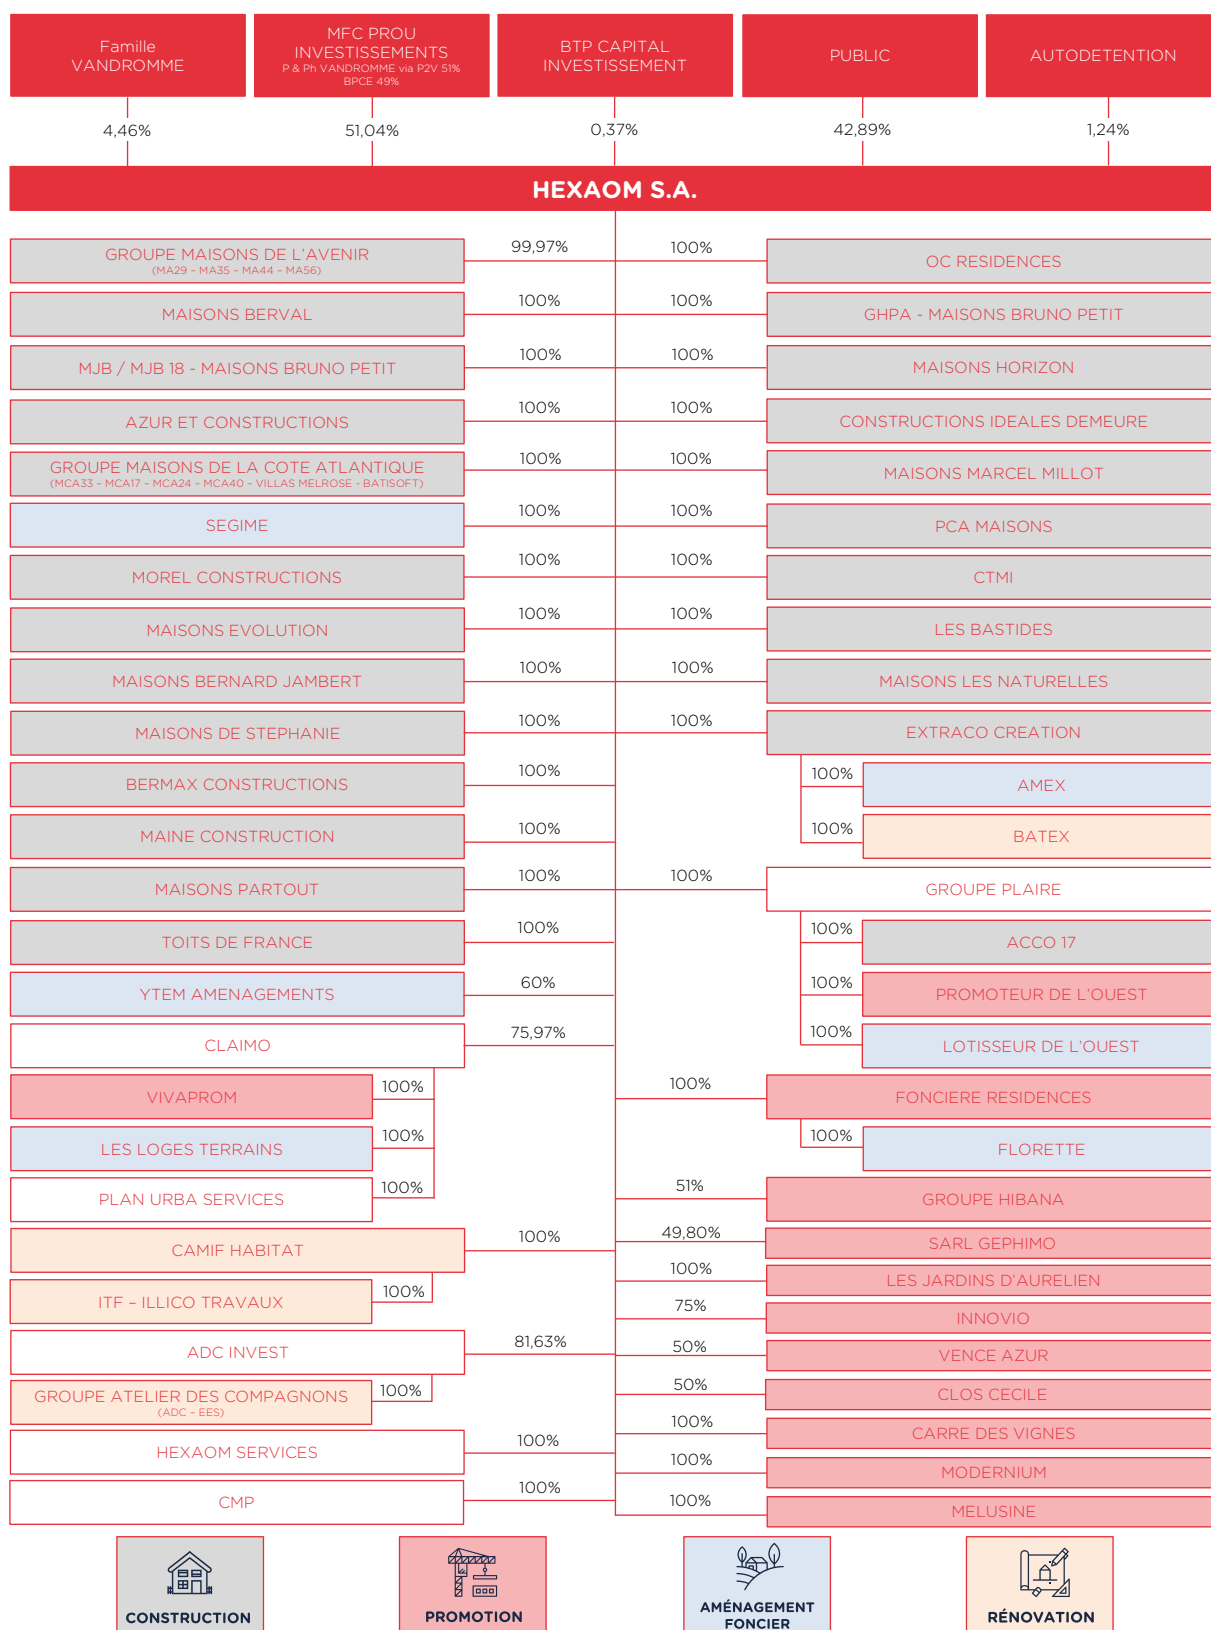 Famille
VANDROMME
MFC PROU
INVESTISSEMENTS
P & Ph VANDROMME via P2V 51%
BPCE 49%
BTP CAPITAL
INVESTISSEMENT
PUBLIC
AUTODETENTION
4,46%
51,04%
0,37%
42,89%
1,24%
HEXAOM S.A.
GROUPE MAISONS DE L'AVENIR
(MA29 – MA35 – MA44 – MA56)
99,97%
100%
OC RESIDENCES
MAISONS BERVAL
100%
100%
GHPA - MAISONS BRUNO PETIT
MJB / MJB 18 - MAISONS BRUNO PETIT
100%
100%
MAISONS HORIZON
AZUR ET CONSTRUCTIONS
100%
100%
CONSTRUCTIONS IDEALES DEMEURE
GROUPE MAISONS DE LA COTE ATLANTIQUE
(MCA33 – MCA17 – MCA24 – MCA40 – VILLAS MELROSE - BATISOFT)
100%
100%
MAISONS MARCEL MILLOT
SEGIME
100%
100%
PCA MAISONS
MOREL CONSTRUCTIONS
100%
100%
CTMI
MAISONS EVOLUTION
100%
100%
LES BASTIDES
MAISONS BERNARD JAMBERT
100%
100%
MAISONS LES NATURELLES
MAISONS DE STEPHANIE
100%
100%
EXTRACO CREATION
BERMAX CONSTRUCTIONS
100%
100%
AMEX
MAINE CONSTRUCTION
100%
100%
BATEX
MAISONS PARTOUT
100%
100%
GROUPE PLAIRE
TOITS DE FRANCE
100%
100%
ACCO 17
YTEM AMENAGEMENTS
60%
100%
PROMOTEUR DE L'OUEST
CLAIMO
75,97%
100%
LOTISSEUR DE L'OUEST
VIVAPROM
100%
100%
FONCIERE RESIDENCES
LES LOGES TERRAINS
100%
100%
FLORETTE
PLAN URBA SERVICES
100%
51%
GROUPE HIBANA
CAMIF HABITAT
100%
49,80%
SARL GEPHIMO
100%
LES JARDINS D'AURELIEN
ITF – ILLICO TRAVAUX
100%
75%
INNOVIO
ADC INVEST
81,63%
50%
VENCE AZUR
GROUPE ATELIER DES COMPAGNONS
(ADC – EES)
100%
50%
CLOS CECILE
100%
CARRE DES VIGNES
HEXAOM SERVICES
100%
100%
MODERNIUM
CMP
100%
100%
MELUSINE
CONSTRUCTION
PROMOTION
AMÉNAGEMENT
FONCIER
RÉNOVATION